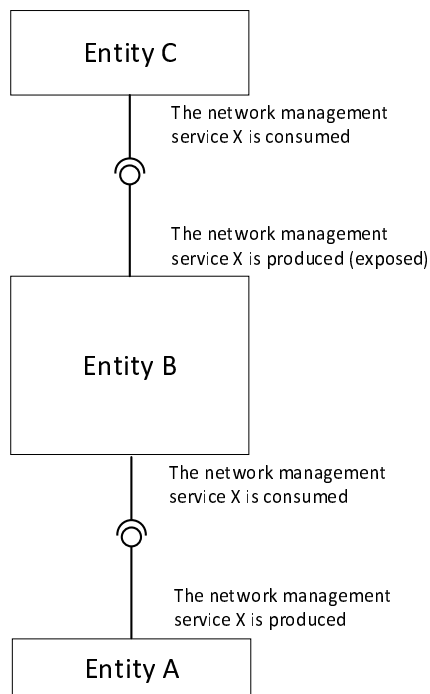 Entity C
The network management
service X is consumed
The network management
service X is produced (exposed)
Entity B
The network management
service X is consumed
The network management
service X is produced
Entity A